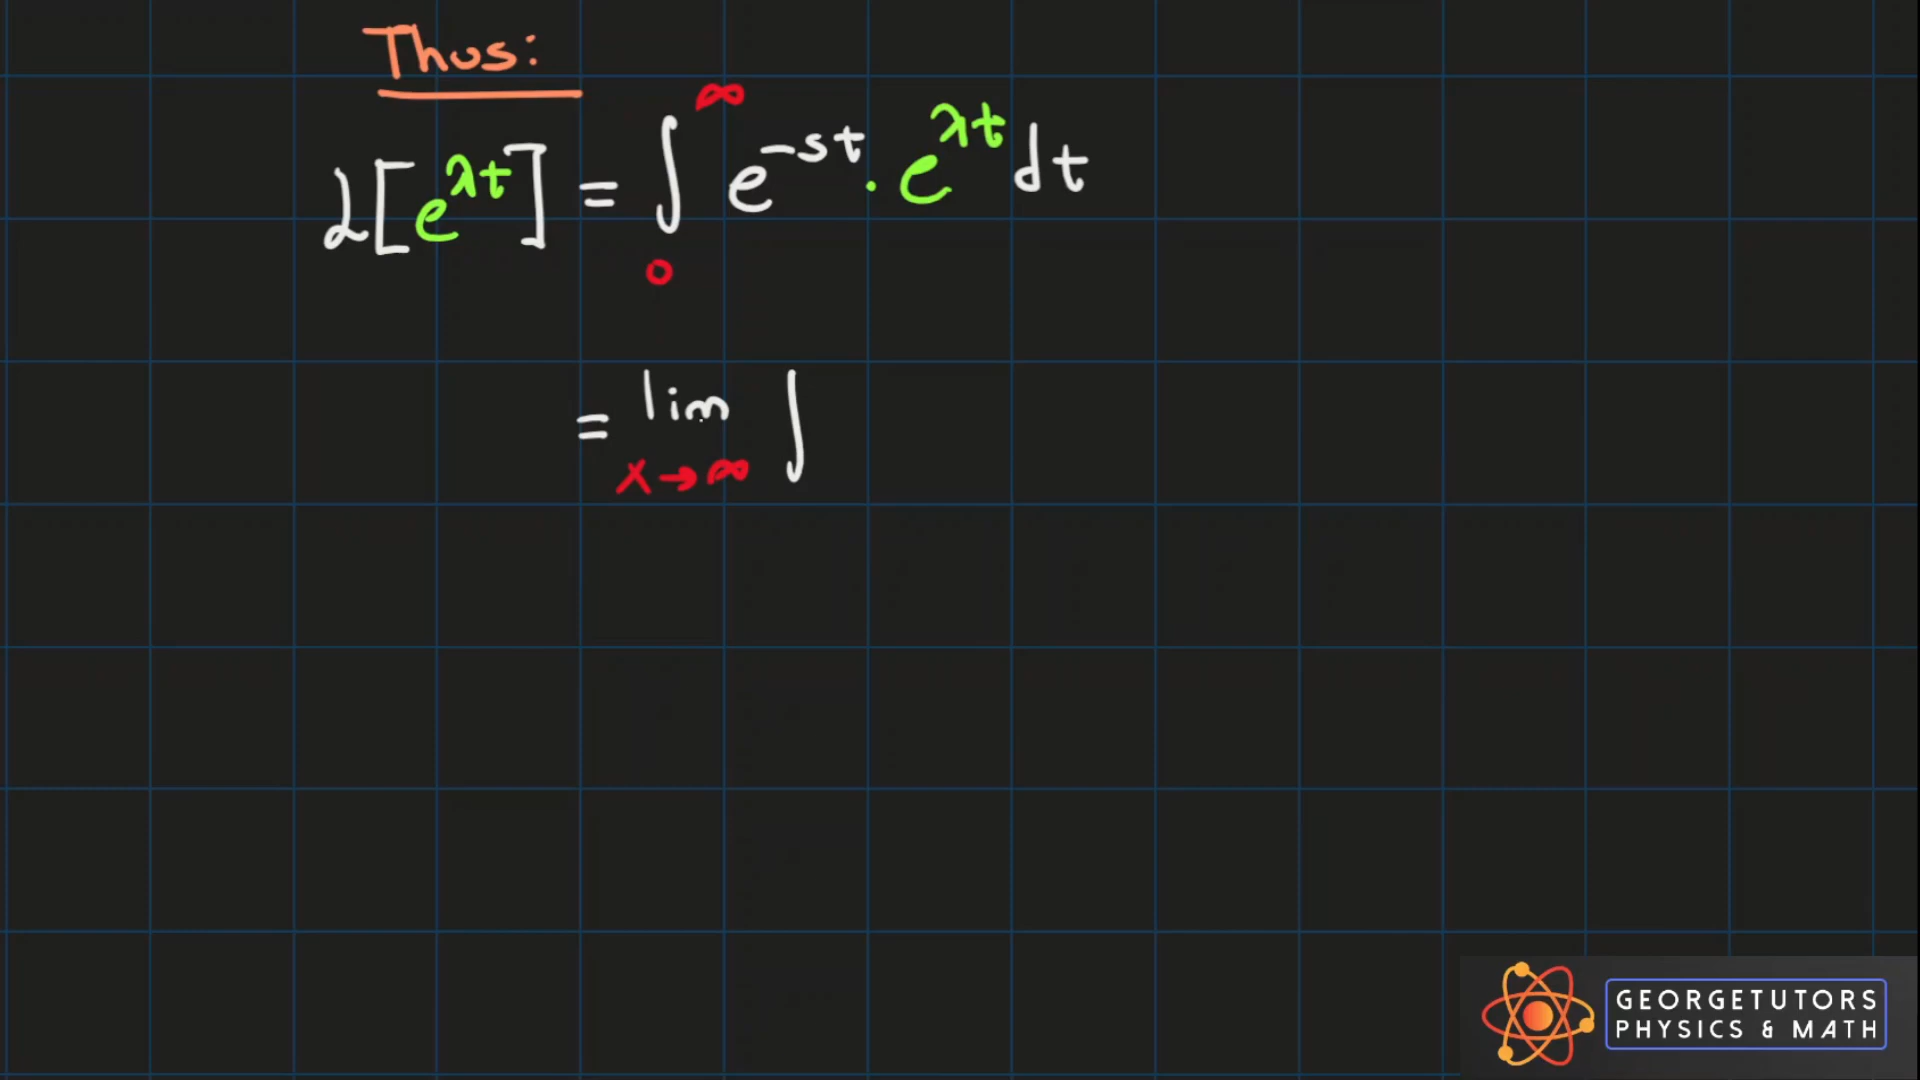 Thus:
ℒ[e^{λt}] = ∫_0^∞ e^{-st} · e^{λt} dt
= lim_{x→∞} ∫
GEORGETUTORS
PHYSICS & MATH